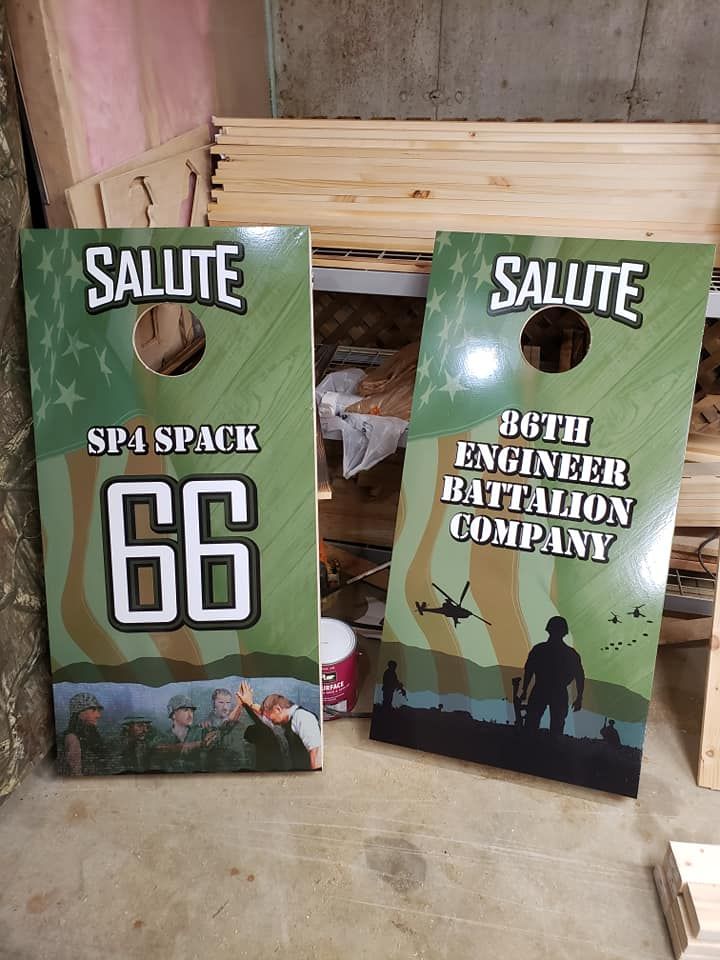 SALUTE
SP4 SPACK
66
SALUTE
86TH
ENGINEER
BATTALION
COMPANY